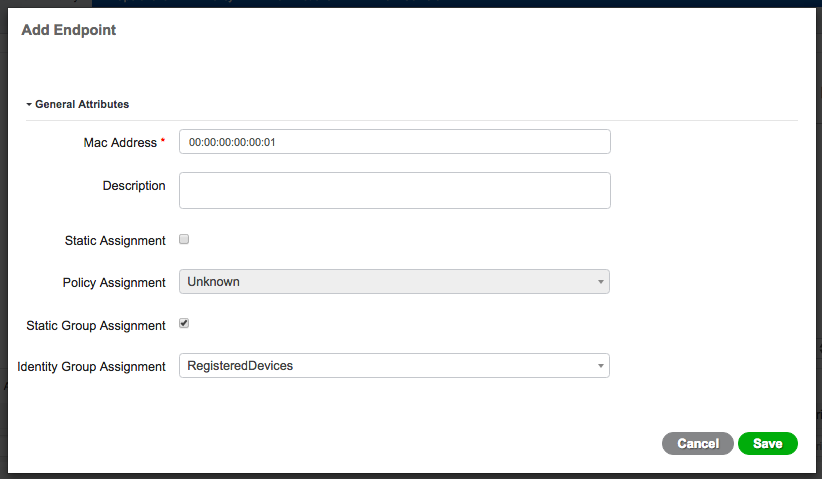 Add Endpoint
General Attributes
Mac Address *
00:00:00:00:00:01
Description
Static Assignment
Policy Assignment
Unknown
Static Group Assignment
Identity Group Assignment
RegisteredDevices
Cancel
Save